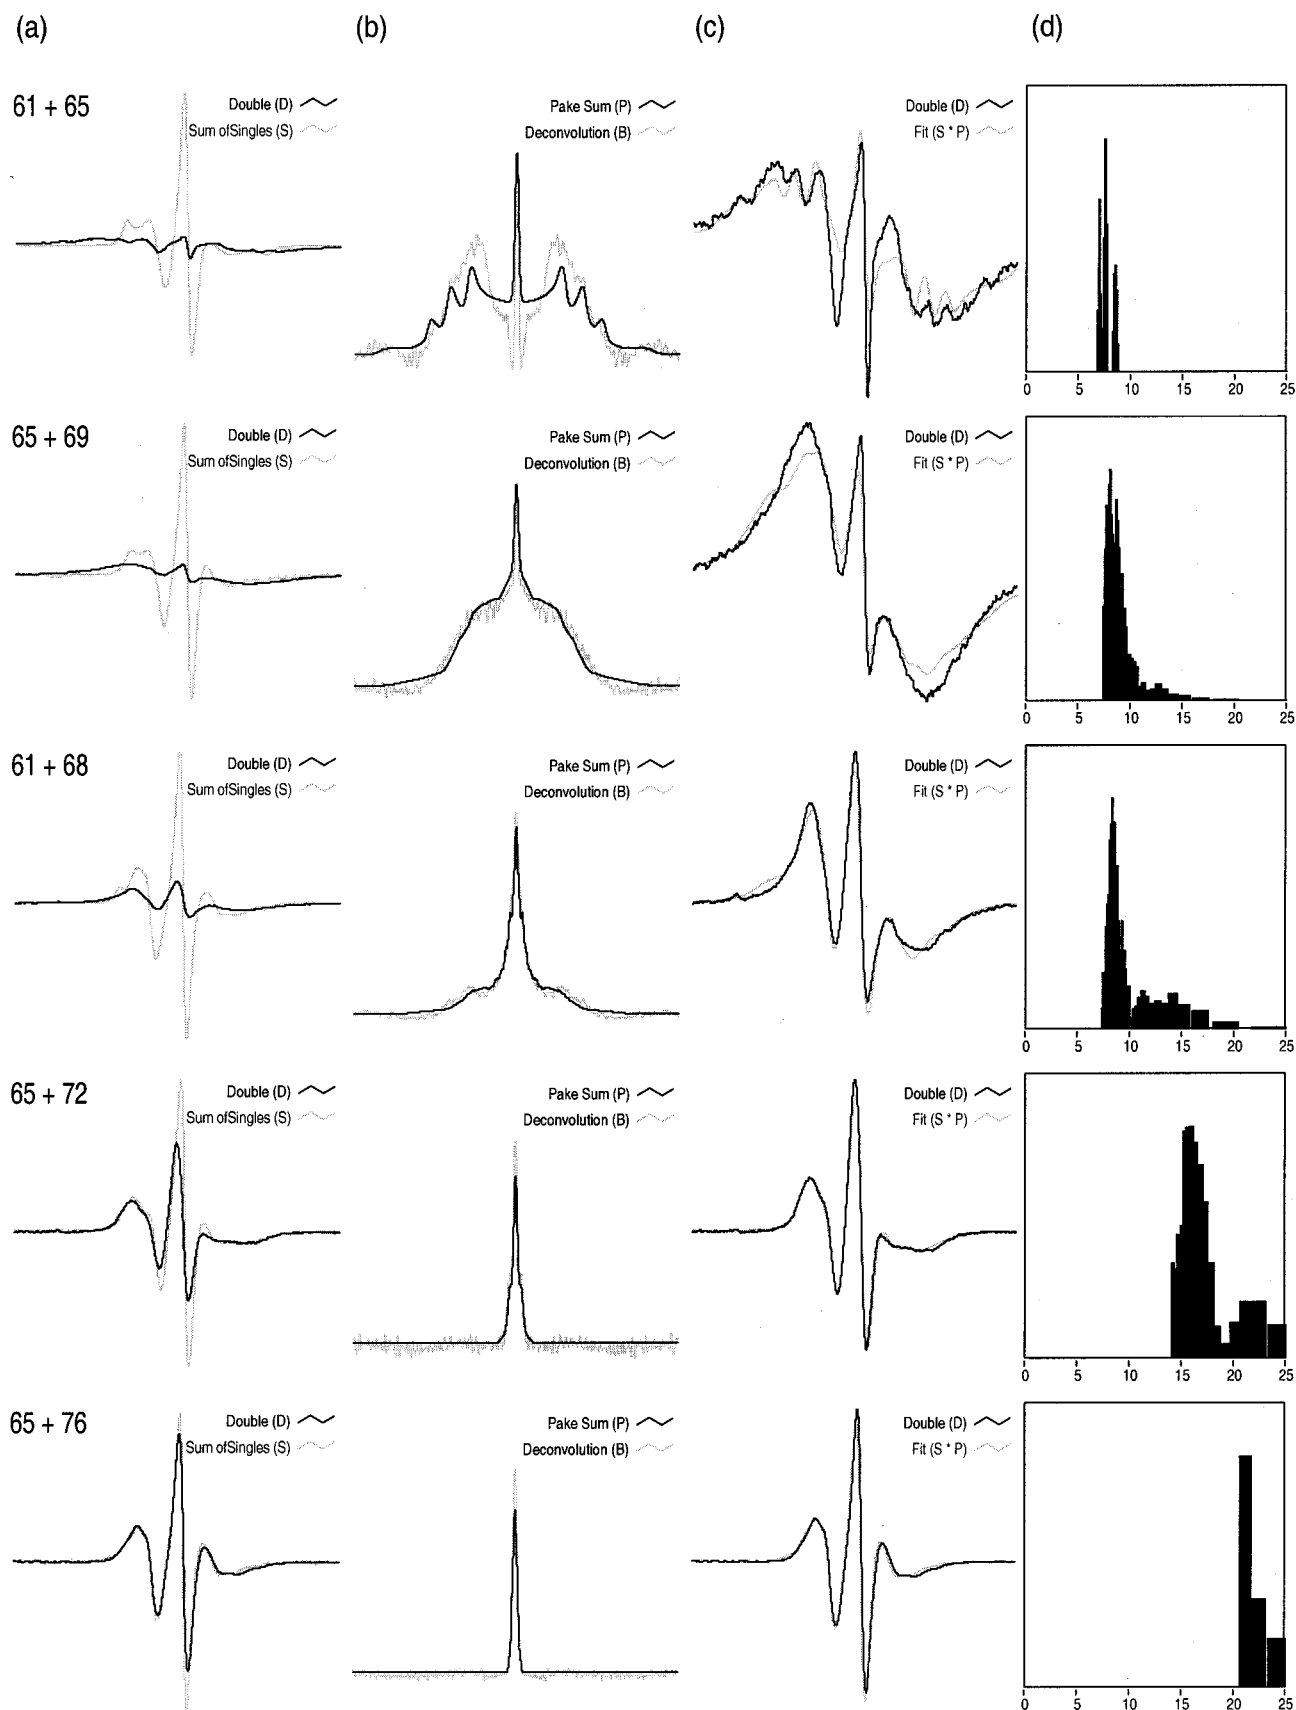 (a) (b) (c) (d)
61 + 65
Double (D)
Sum ofSingles (S)
Pake Sum (P)
Deconvolution (B)
Double (D)
Fit (S * P)
0 5 10 15 20 25
65 + 69
Double (D)
Sum ofSingles (S)
Pake Sum (P)
Deconvolution (B)
Double (D)
Fit (S * P)
0 5 10 15 20 25
61 + 68
Double (D)
Sum ofSingles (S)
Pake Sum (P)
Deconvolution (B)
Double (D)
Fit (S * P)
0 5 10 15 20 25
65 + 72
Double (D)
Sum ofSingles (S)
Pake Sum (P)
Deconvolution (B)
Double (D)
Fit (S * P)
0 5 10 15 20 25
65 + 76
Double (D)
Sum ofSingles (S)
Pake Sum (P)
Deconvolution (B)
Double (D)
Fit (S * P)
0 5 10 15 20 25